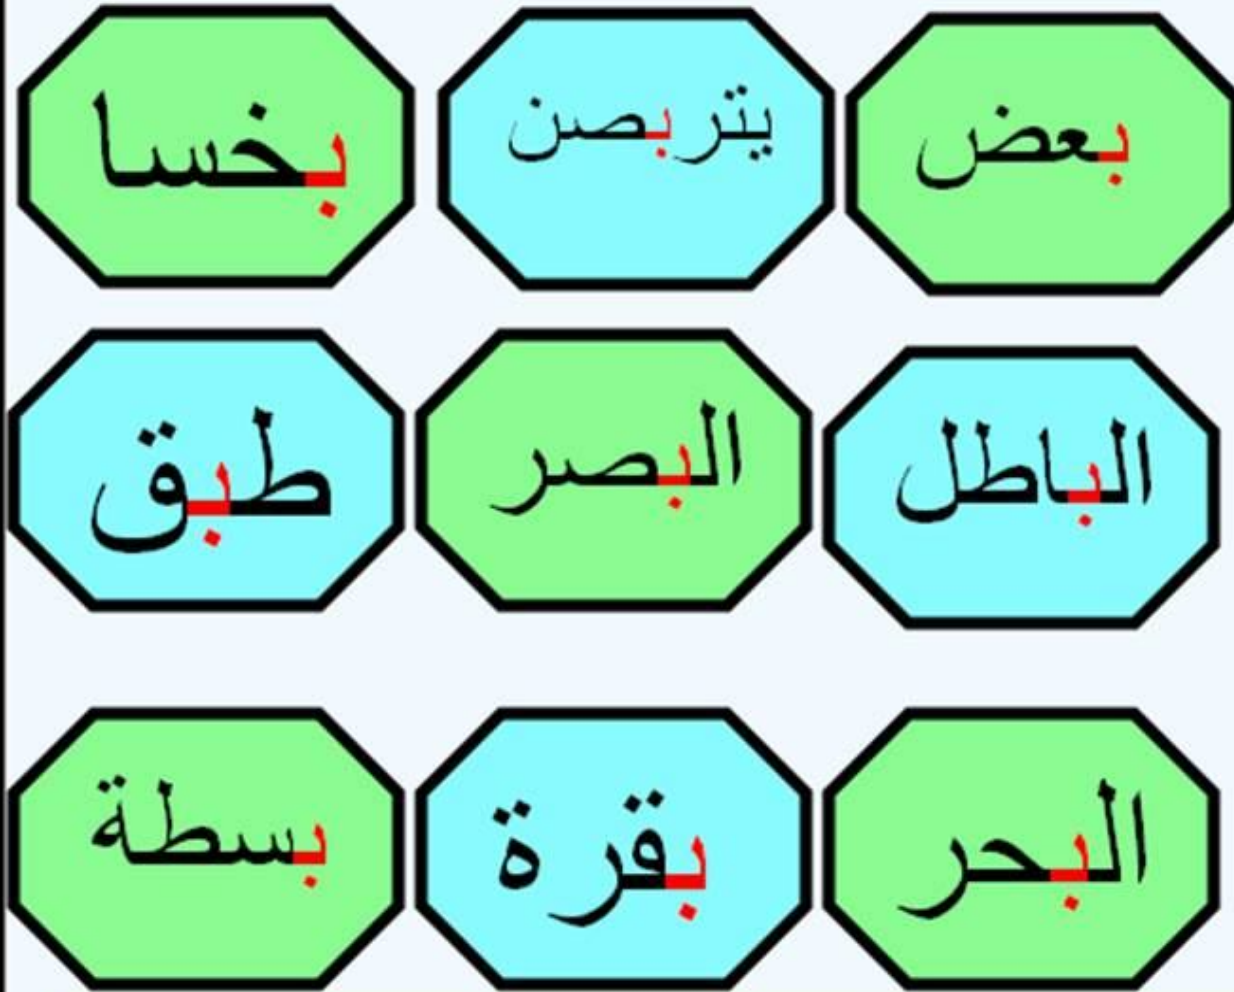 بعض
يتربصن
بخسا
الباطل
البصر
طبق
البحر
بقرة
بسطة